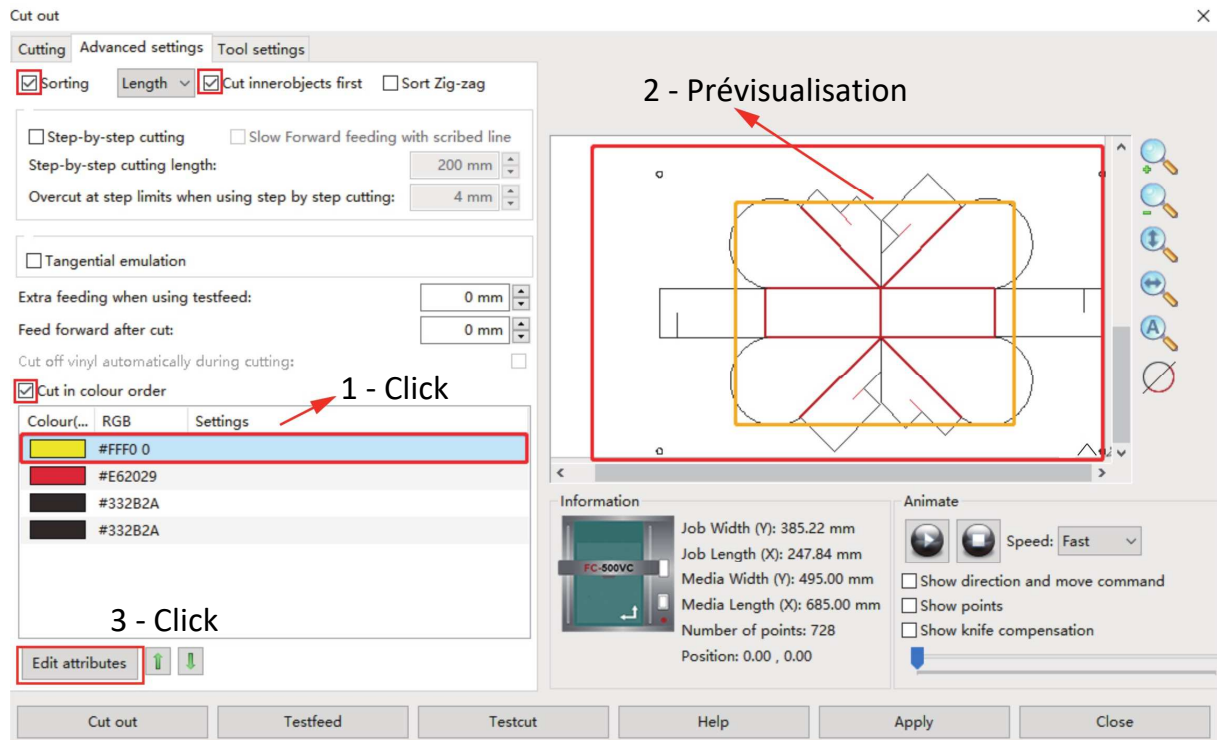 Cut out
Cutting Advanced settings Tool settings
Sorting Length Cut innerobjects first Sort Zig-zag
Step-by-step cutting Slow Forward feeding with scribed line
Step-by-step cutting length: 200 mm
Overcut at step limits when using step by step cutting: 4 mm
Tangential emulation
Extra feeding when using testfeed: 0 mm
Feed forward after cut: 0 mm
Cut off vinyl automatically during cutting:
Cut in colour order
1 - Click
Colour(... RGB Settings
#FFF0 0
#E62029
#332B2A
#332B2A
3 - Click
Edit attributes
2 - Prévisualisation
A
Information
FC-500VC
Job Width (Y): 385.22 mm
Job Length (X): 247.84 mm
Media Width (Y): 495.00 mm
Media Length (X): 685.00 mm
Number of points: 728
Position: 0.00 , 0.00
Animate
Speed: Fast
Show direction and move command
Show points
Show knife compensation
Cut out Testfeed Testcut Help Apply Close